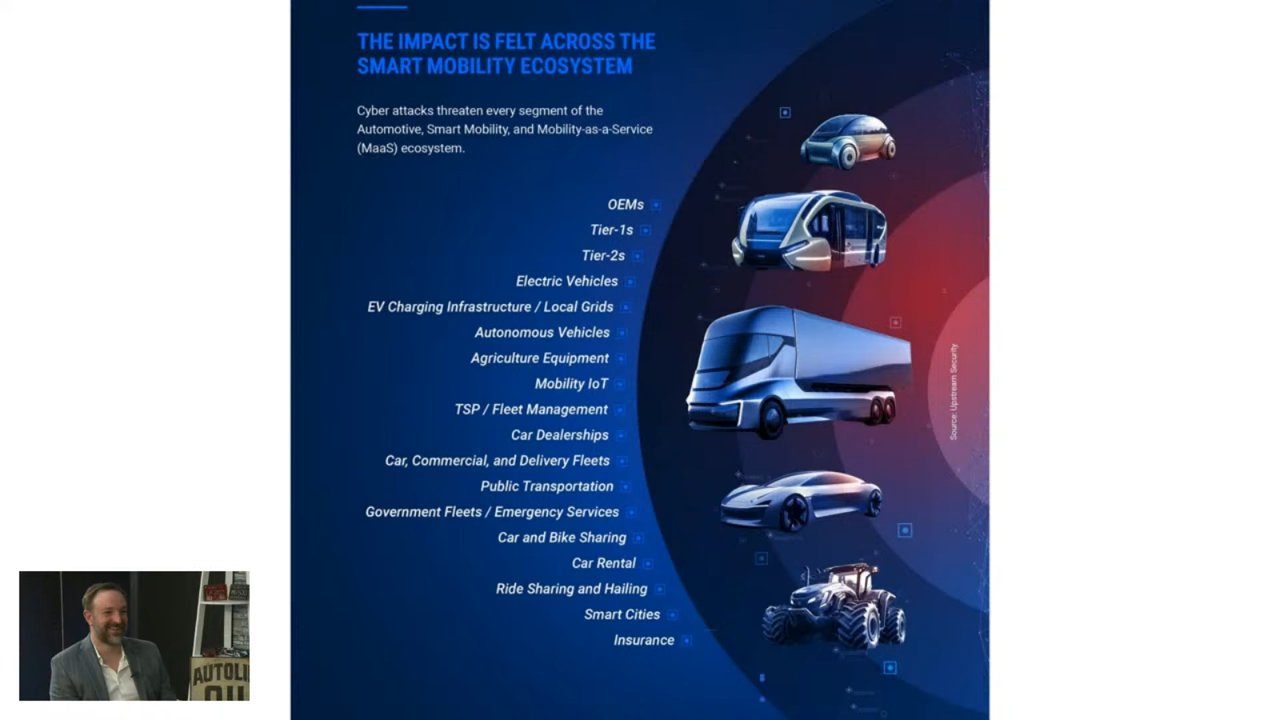 THE IMPACT IS FELT ACROSS THE
SMART MOBILITY ECOSYSTEM
Cyber attacks threaten every segment of the
Automotive, Smart Mobility, and Mobility-as-a-Service
(MaaS) ecosystem.
OEMs
Tier-1s
Tier-2s
Electric Vehicles
EV Charging Infrastructure / Local Grids
Autonomous Vehicles
Agriculture Equipment
Mobility IoT
TSP / Fleet Management
Car Dealerships
Car, Commercial, and Delivery Fleets
Public Transportation
Government Fleets / Emergency Services
Car and Bike Sharing
Car Rental
Ride Sharing and Hailing
Smart Cities
Insurance
Source: Upstream Security